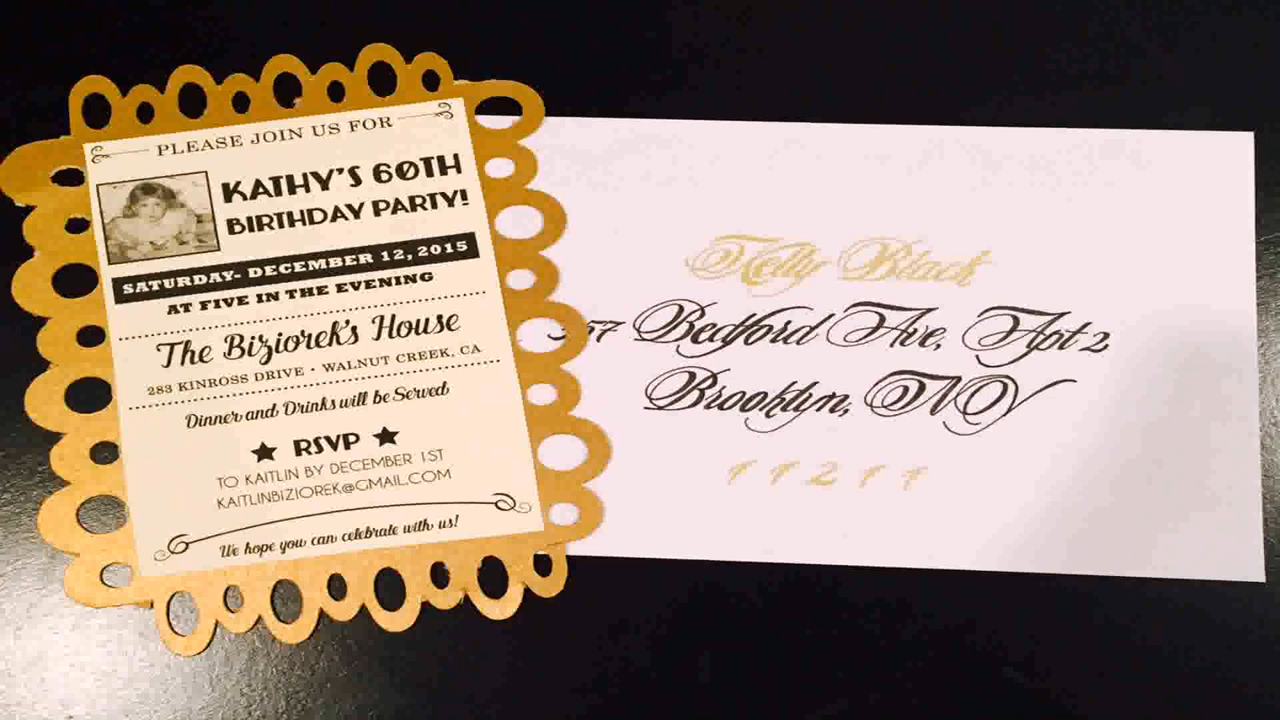 PLEASE JOIN US FOR
KATHY'S 60TH
BIRTHDAY PARTY!
SATURDAY- DECEMBER 12, 2015
AT FIVE IN THE EVENING
The Biziorek's House
283 KINROSS DRIVE • WALNUT CREEK, CA
Dinner and Drinks will be Served
★ RSVP ★
TO KAITLIN BY DECEMBER 1ST
KAITLINBIZIOREK@GMAIL.COM
We hope you can celebrate with us!
Kelly Black
Bedford Ave, Apt 2
Brooklyn, NY
11211